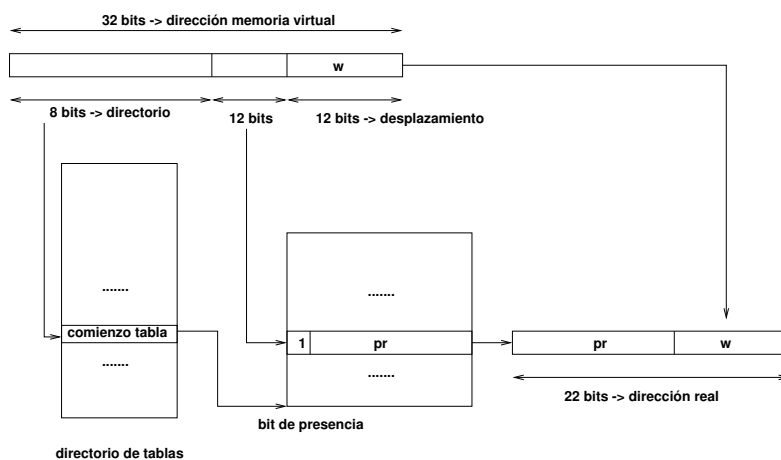 32 bits -> dirección memoria virtual
w
8 bits -> directorio
12 bits
12 bits -> desplazamiento
.......
.......
comienzo tabla
1
pr
pr
w
.......
.......
22 bits -> dirección real
bit de presencia
directorio de tablas